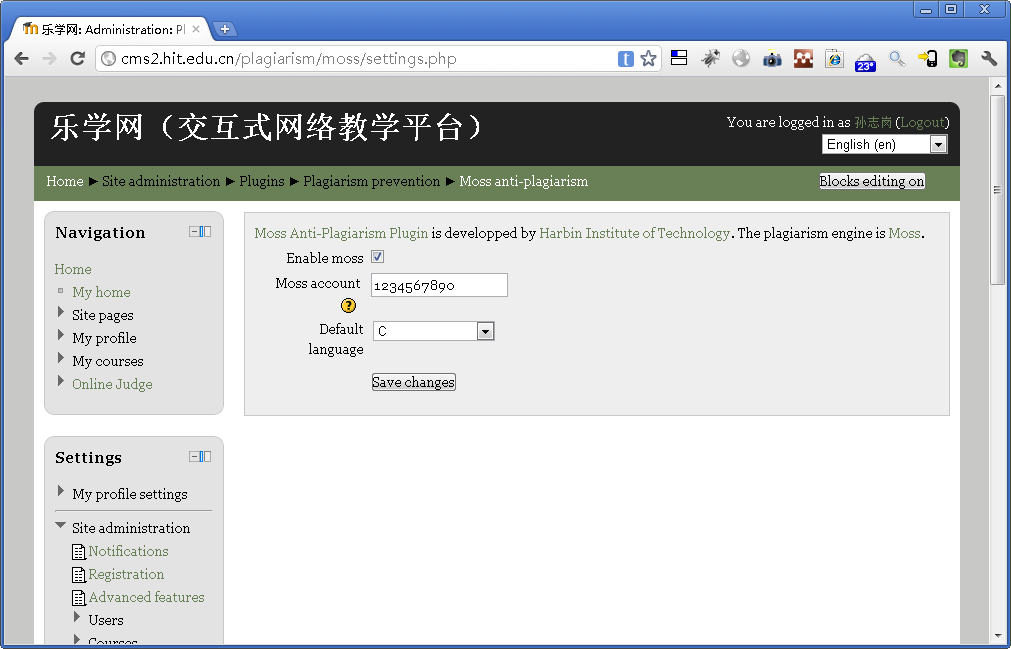 乐学网: Administration: Pl
cms2.hit.edu.cn/plagiarism/moss/settings.php
23°
乐学网（交互式网络教学平台）
You are logged in as 孙志岗 (Logout)
English (en)
Home ► Site administration ► Plugins ► Plagiarism prevention ► Moss anti-plagiarism
Blocks editing on
Navigation
Home
My home
Site pages
My profile
My courses
Online Judge
Settings
My profile settings
Site administration
Notifications
Registration
Advanced features
Users
Courses
Moss Anti-Plagiarism Plugin is developped by Harbin Institute of Technology. The plagiarism engine is Moss.
Enable moss
Moss account
1234567890
?
Default
language
C
Save changes